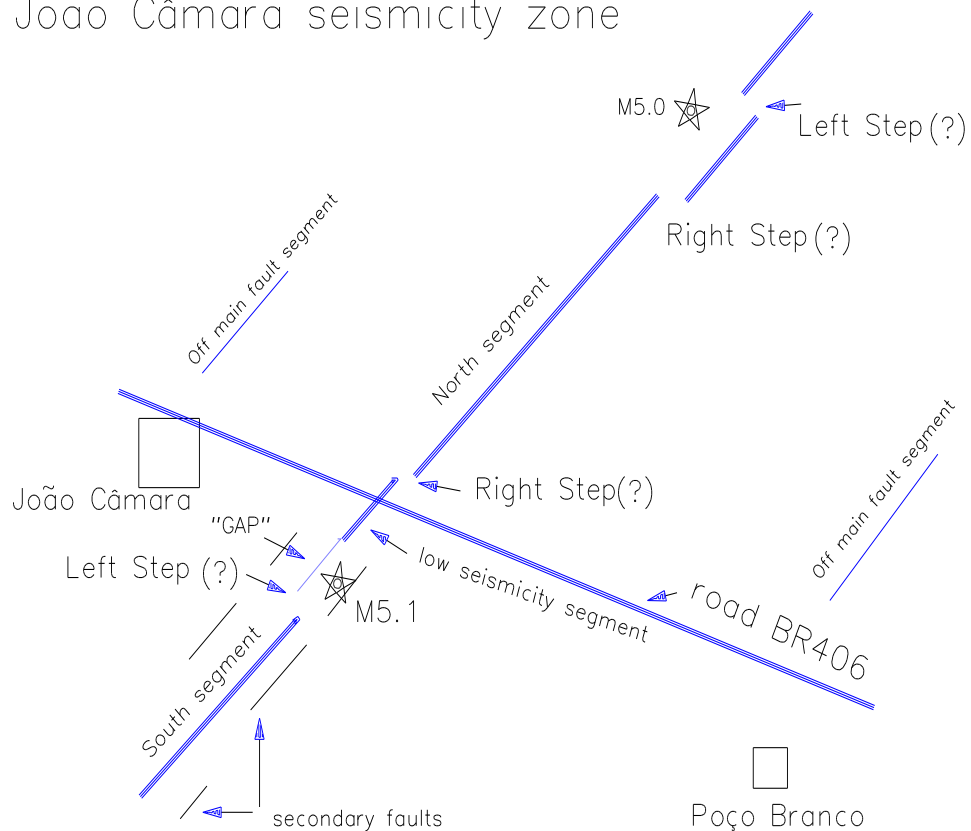 João Câmara seismicity zone
M5.0
Left Step (?)
Right Step (?)
Off main fault segment
North segment
Off main fault segment
João Câmara
Right Step(?)
"GAP"
low seismicity segment
Left Step (?)
M5.1
road BR406
South segment
secondary faults
Poço Branco